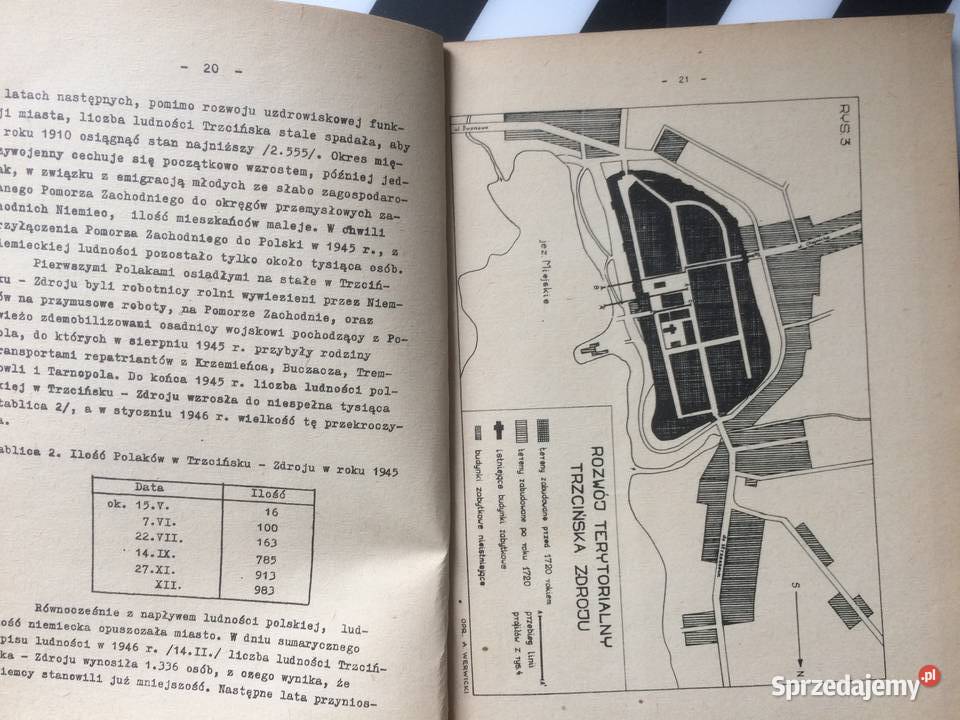 - 20 -
latach następnych, pomimo rozwoju uzdrowiskowej funk-
ji miasta, liczba ludności Trzcińska stale spadała, aby
roku 1910 osiągnąć stan najniższy /2.555/. Okres mię-
zywojenny cechuje się początkowo wzrostem, później jed-
ak, w związku z emigracją młodych ze słabo zagospodaro-
anego Pomorza Zachodniego do okręgów przemysłowych za-
hodnich Niemiec, ilość mieszkańców maleje. W chwili
rzyłączenia Pomorza Zachodniego do Polski w 1945 r., z
iemieckiej ludności pozostało tylko około tysiąca osób.
Pierwszymi Polakami osiadłymi na stałe w Trzciń-
ku - Zdroju byli robotnicy rolni wywiezieni przez Niem-
ów na przymusowe roboty, na Pomorze Zachodnie, oraz
wieżo zdemobilizowani osadnicy wojskowi pochodzący z Po-
ola, do których w sierpniu 1945 r. przybyły rodziny
ransportami repatriantów z Krzemieńca, Buczacza, Trem-
owli i Tarnopola. Do końca 1945 r. liczba ludności pol-
kiej w Trzcińsku - Zdroju wzrosła do niespełna tysiąca
tablica 2/, a w styczniu 1946 r. wielkość tę przekroczy-
a.
ablica 2. Ilość Polaków w Trzcińsku - Zdroju w roku 1945
Data Ilość
ok. 15.V. 16
7.VI. 100
22.VII. 163
14.IX. 785
27.XI. 913
XII. 983
Równocześnie z napływem ludności polskiej, lud-
ość niemiecka opuszczała miasto. W dniu sumarycznego
pisu ludności w 1946 r. /14.II./ liczba ludności Trzciń-
ka - Zdroju wynosiła 1.336 osób, z czego wynika, że
iemcy stanowili już mniejszość. Następne lata przynios-
- 21 -
RYS 3
jez. Miejskie
ROZWÓJ TERYTORIALNY
TRZCIŃSKA ZDROJU
tereny zabudowane przed 1720 rokiem
tereny zabudowane po roku 1720
istniejące budynki zabytkowe
budynki zabytkowe nieistniejące
przebieg linii
profilów z rys.4
S
N
OPR. A. WERWICKI
Sprzedajemy.pl